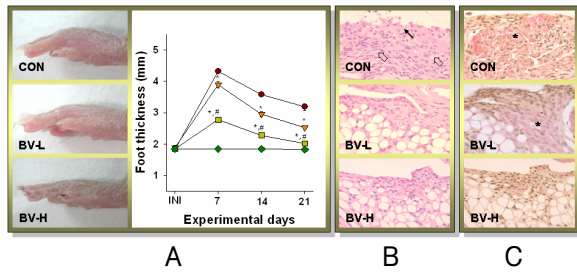 CON
BV-L
BV-H
Foot thickness (mm)
5
4
3
2
1
*
*
*
*,#
*,#
*,#
INI
7
14
21
Experimental days
CON
BV-L
BV-H
*
CON
*
BV-L
BV-H
A
B
C